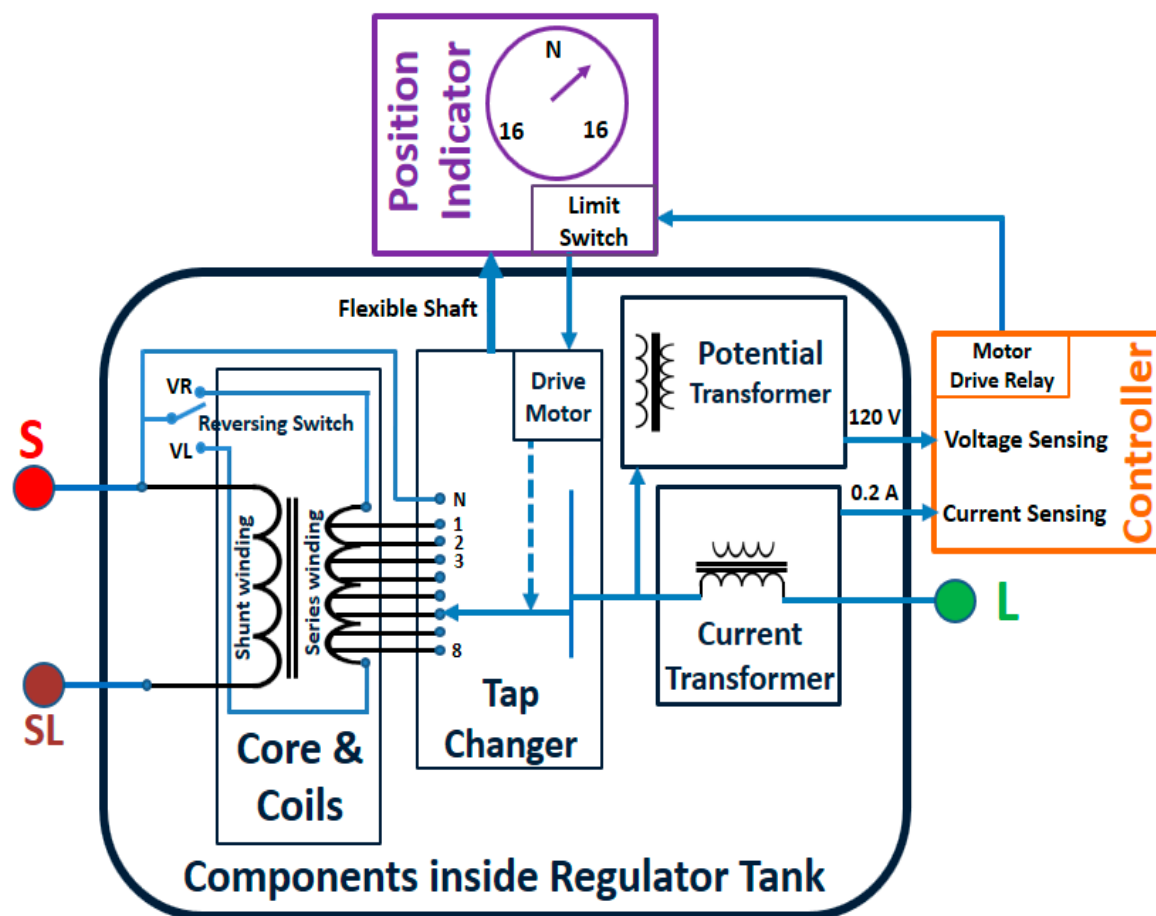 Position
Indicator
N
16
16
Limit
Switch
Flexible Shaft
Drive
Motor
Potential
Transformer
Motor
Drive Relay
Controller
120 V
Voltage Sensing
0.2 A
Current Sensing
VR
Reversing Switch
VL
S
SL
Shunt winding
Series winding
N
1
2
3
8
L
Current
Transformer
Tap
Changer
Core &
Coils
Components inside Regulator Tank